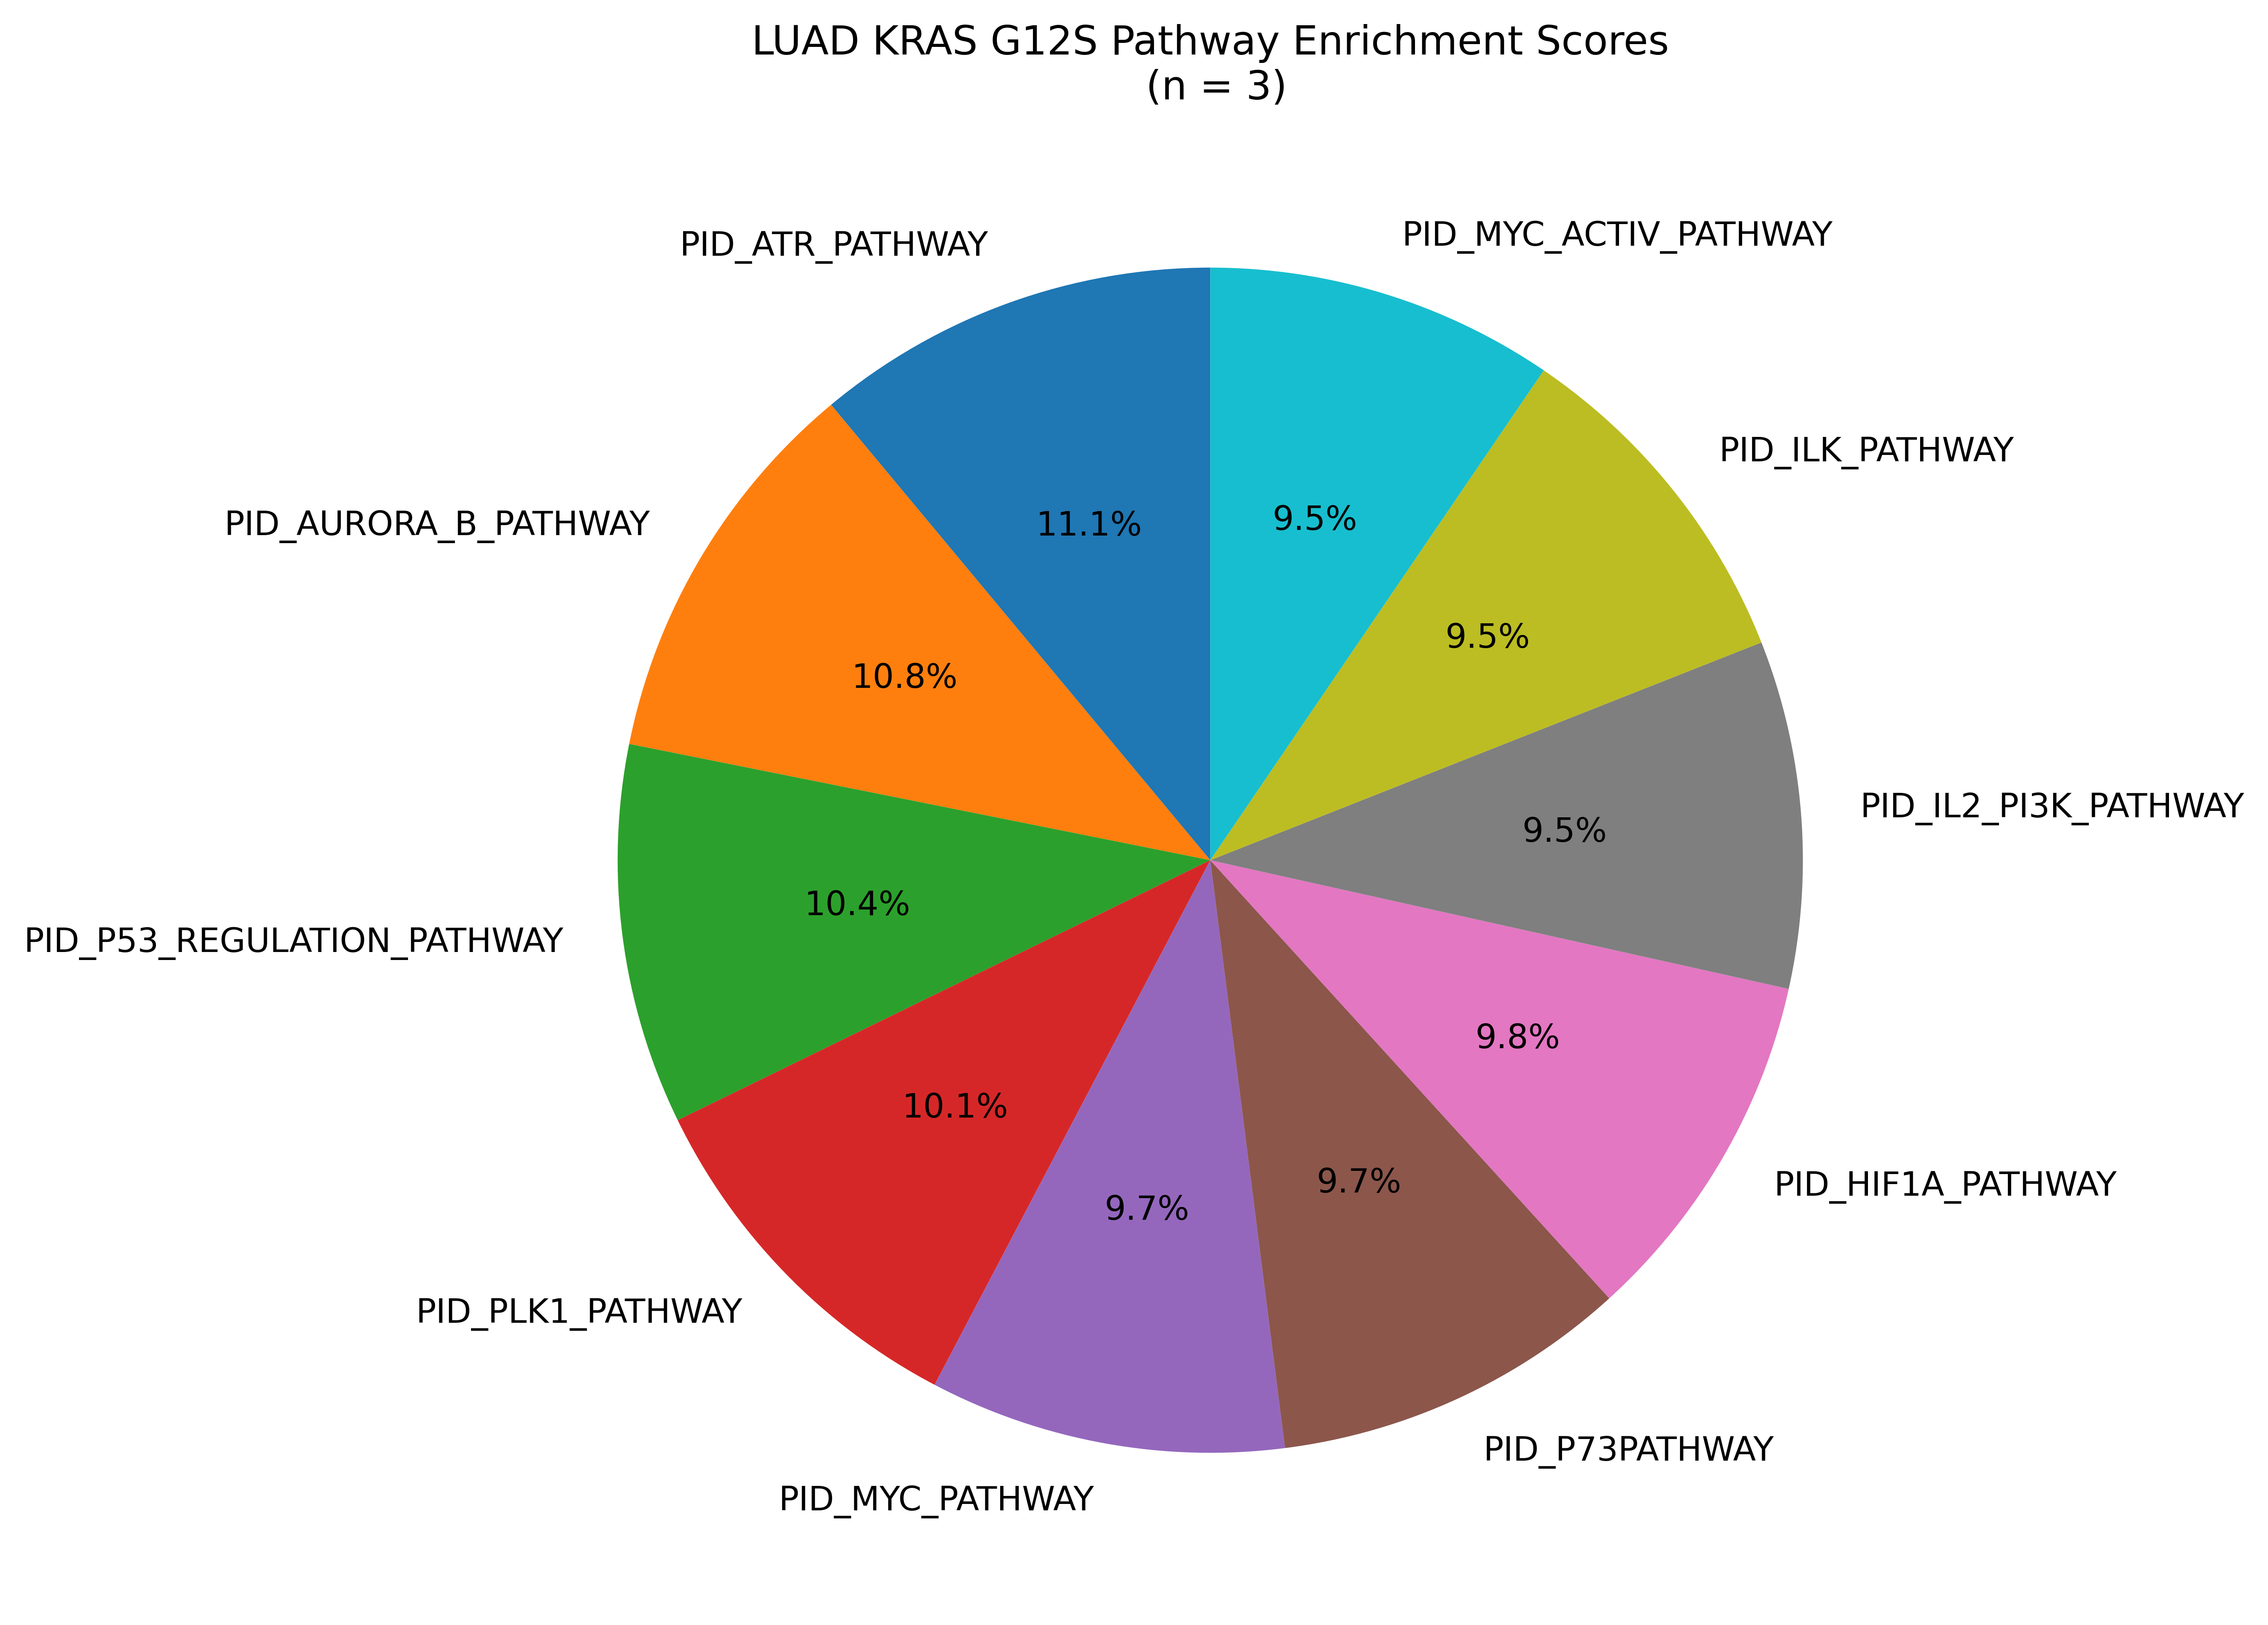 LUAD KRAS G12S Pathway Enrichment Scores
(n = 3)
PID_MYC_ACTIV_PATHWAY
PID_ATR_PATHWAY
PID_ILK_PATHWAY
9.5%
11.1%
PID_AURORA_B_PATHWAY
9.5%
10.8%
PID_IL2_PI3K_PATHWAY
9.5%
10.4%
PID_P53_REGULATION_PATHWAY
9.8%
10.1%
9.7%
PID_HIF1A_PATHWAY
9.7%
PID_PLK1_PATHWAY
PID_P73PATHWAY
PID_MYC_PATHWAY